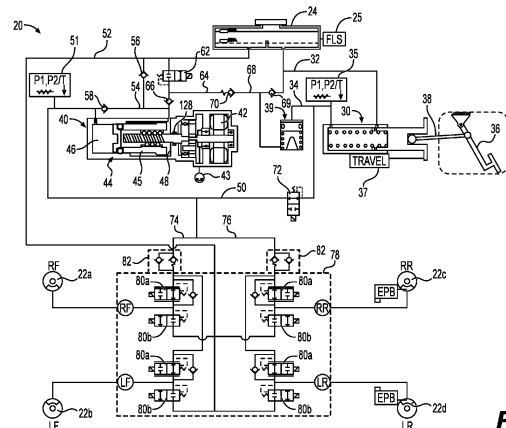 20
24
25
FLS
51
52
56
62
32
35
P1,P2/T
P1,P2/T
54
66
64
68
34
30
38
58
128
42
70
39
69
40
46
36
44
45
48
43
TRAVEL
37
50
72
74
76
82
82
78
RF
22a
RR
22c
80a
80a
EPB
RF
RR
80b
80b
80a
80a
LF
LR
EPB
80b
80b
22b
22d
LF
LR
F